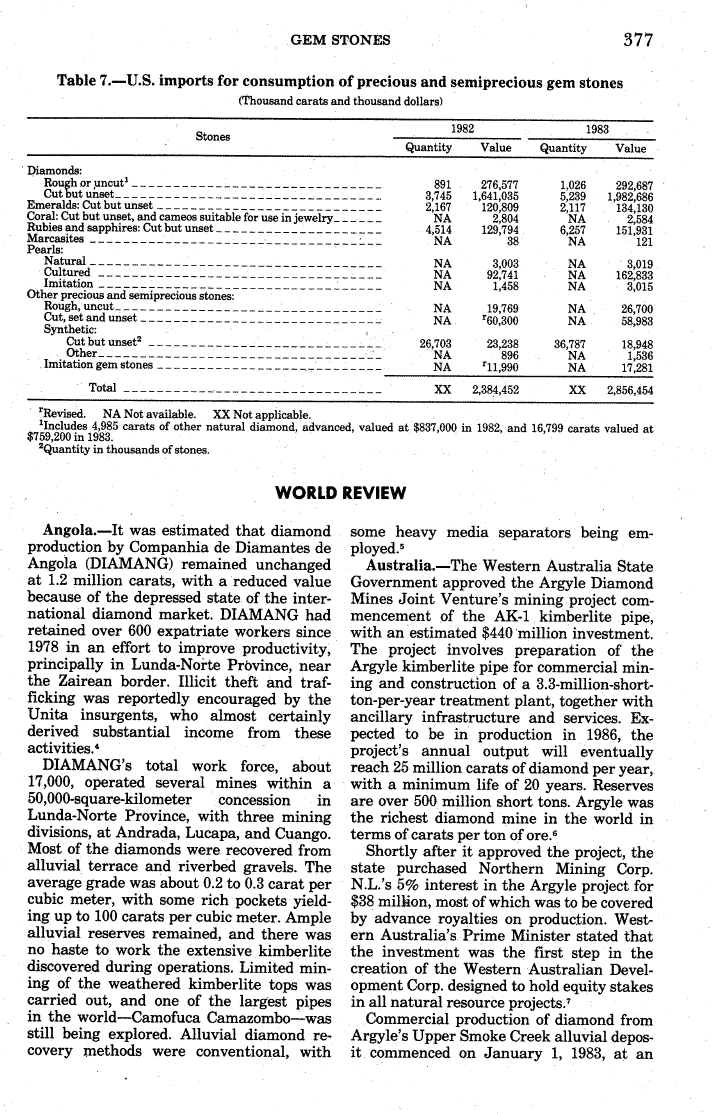 GEM STONES 377
Table 7.—U.S. imports for consumption of precious and semiprecious gem stones
(Thousand carats and thousand dollars)
Stones 1982 1983
Quantity Value Quantity Value
Diamonds:
Rough or uncut¹ 891 276,577 1,026 292,687
Cut but unset 3,745 1,641,035 5,239 1,982,686
Emeralds: Cut but unset 2,167 120,809 2,117 134,130
Coral: Cut but unset, and cameos suitable for use in jewelry NA 2,804 NA 2,584
Rubies and sapphires: Cut but unset 4,514 129,794 6,257 151,931
Marcasites NA 38 NA 121
Pearls:
Natural NA 3,003 NA 3,019
Cultured NA 92,741 NA 162,833
Imitation NA 1,458 NA 3,015
Other precious and semiprecious stones:
Rough, uncut NA 19,769 NA 26,700
Cut, set and unset NA ʳ60,300 NA 58,983
Synthetic:
Cut but unset² 26,703 23,238 36,787 18,948
Other NA 896 NA 1,536
Imitation gem stones NA ʳ11,990 NA 17,281
Total XX 2,384,452 XX 2,856,454
ʳRevised. NA Not available. XX Not applicable.
¹Includes 4,985 carats of other natural diamond, advanced, valued at $837,000 in 1982, and 16,799 carats valued at
$759,200 in 1983.
²Quantity in thousands of stones.
WORLD REVIEW
Angola.—It was estimated that diamond
production by Companhia de Diamantes de
Angola (DIAMANG) remained unchanged
at 1.2 million carats, with a reduced value
because of the depressed state of the inter-
national diamond market. DIAMANG had
retained over 600 expatriate workers since
1978 in an effort to improve productivity,
principally in Lunda-Norte Province, near
the Zairean border. Illicit theft and traf-
ficking was reportedly encouraged by the
Unita insurgents, who almost certainly
derived substantial income from these
activities.⁴
DIAMANG's total work force, about
17,000, operated several mines within a
50,000-square-kilometer concession in
Lunda-Norte Province, with three mining
divisions, at Andrada, Lucapa, and Cuango.
Most of the diamonds were recovered from
alluvial terrace and riverbed gravels. The
average grade was about 0.2 to 0.3 carat per
cubic meter, with some rich pockets yield-
ing up to 100 carats per cubic meter. Ample
alluvial reserves remained, and there was
no haste to work the extensive kimberlite
discovered during operations. Limited min-
ing of the weathered kimberlite tops was
carried out, and one of the largest pipes
in the world—Camofuca Camazombo—was
still being explored. Alluvial diamond re-
covery methods were conventional, with
some heavy media separators being em-
ployed.⁵
Australia.—The Western Australia State
Government approved the Argyle Diamond
Mines Joint Venture's mining project com-
mencement of the AK-1 kimberlite pipe,
with an estimated $440 million investment.
The project involves preparation of the
Argyle kimberlite pipe for commercial min-
ing and construction of a 3.3-million-short-
ton-per-year treatment plant, together with
ancillary infrastructure and services. Ex-
pected to be in production in 1986, the
project's annual output will eventually
reach 25 million carats of diamond per year,
with a minimum life of 20 years. Reserves
are over 500 million short tons. Argyle was
the richest diamond mine in the world in
terms of carats per ton of ore.⁶
Shortly after it approved the project, the
state purchased Northern Mining Corp.
N.L.'s 5% interest in the Argyle project for
$38 million, most of which was to be covered
by advance royalties on production. West-
ern Australia's Prime Minister stated that
the investment was the first step in the
creation of the Western Australian Devel-
opment Corp. designed to hold equity stakes
in all natural resource projects.⁷
Commercial production of diamond from
Argyle's Upper Smoke Creek alluvial depos-
it commenced on January 1, 1983, at an